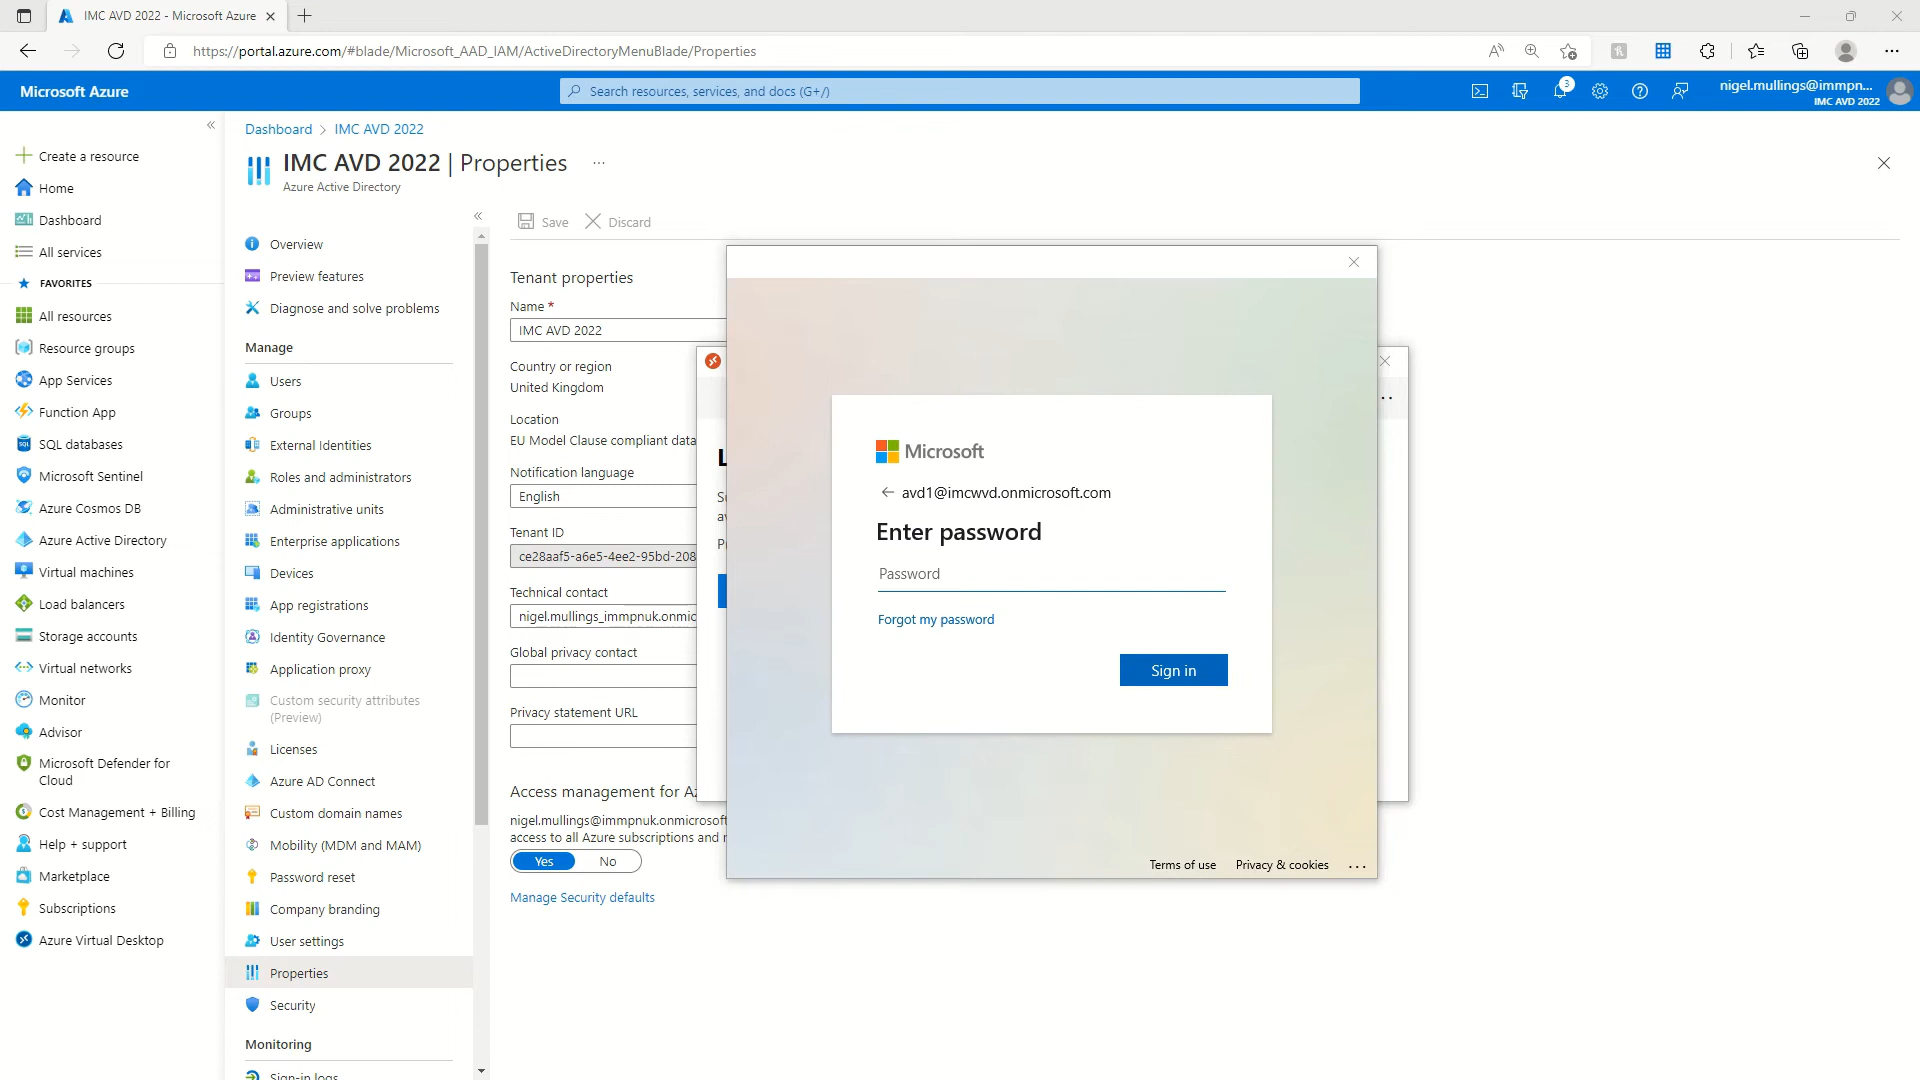 IMC AVD 2022 - Microsoft Azure
https://portal.azure.com/#blade/Microsoft_AAD_IAM/ActiveDirectoryMenuBlade/Properties
Microsoft Azure
Search resources, services, and docs (G+/)
3
nigel.mullings@immpn...
IMC AVD 2022
Create a resource
Home
Dashboard
All services
FAVORITES
All resources
Resource groups
App Services
Function App
SQL databases
Microsoft Sentinel
Azure Cosmos DB
Azure Active Directory
Virtual machines
Load balancers
Storage accounts
Virtual networks
Monitor
Advisor
Microsoft Defender for
Cloud
Cost Management + Billing
Help + support
Marketplace
Subscriptions
Azure Virtual Desktop
Dashboard > IMC AVD 2022
IMC AVD 2022 | Properties ...
Azure Active Directory
Overview
Preview features
Diagnose and solve problems
Manage
Users
Groups
External Identities
Roles and administrators
Administrative units
Enterprise applications
Devices
App registrations
Identity Governance
Application proxy
Custom security attributes
(Preview)
Licenses
Azure AD Connect
Custom domain names
Mobility (MDM and MAM)
Password reset
Company branding
User settings
Properties
Security
Monitoring
Sign-in logs
Save
Discard
Tenant properties
Name *
IMC AVD 2022
Country or region
United Kingdom
Location
EU Model Clause compliant data
Notification language
English
Tenant ID
ce28aaf5-a6e5-4ee2-95bd-208
Technical contact
nigel.mullings_immpnuk.onmic
Global privacy contact
Privacy statement URL
Access management for Az
nigel.mullings@immpnuk.onmicrosoft
access to all Azure subscriptions and
Yes
No
Manage Security defaults
Microsoft
avd1@imcwvd.onmicrosoft.com
Enter password
Password
Forgot my password
Sign in
Terms of use
Privacy & cookies
...